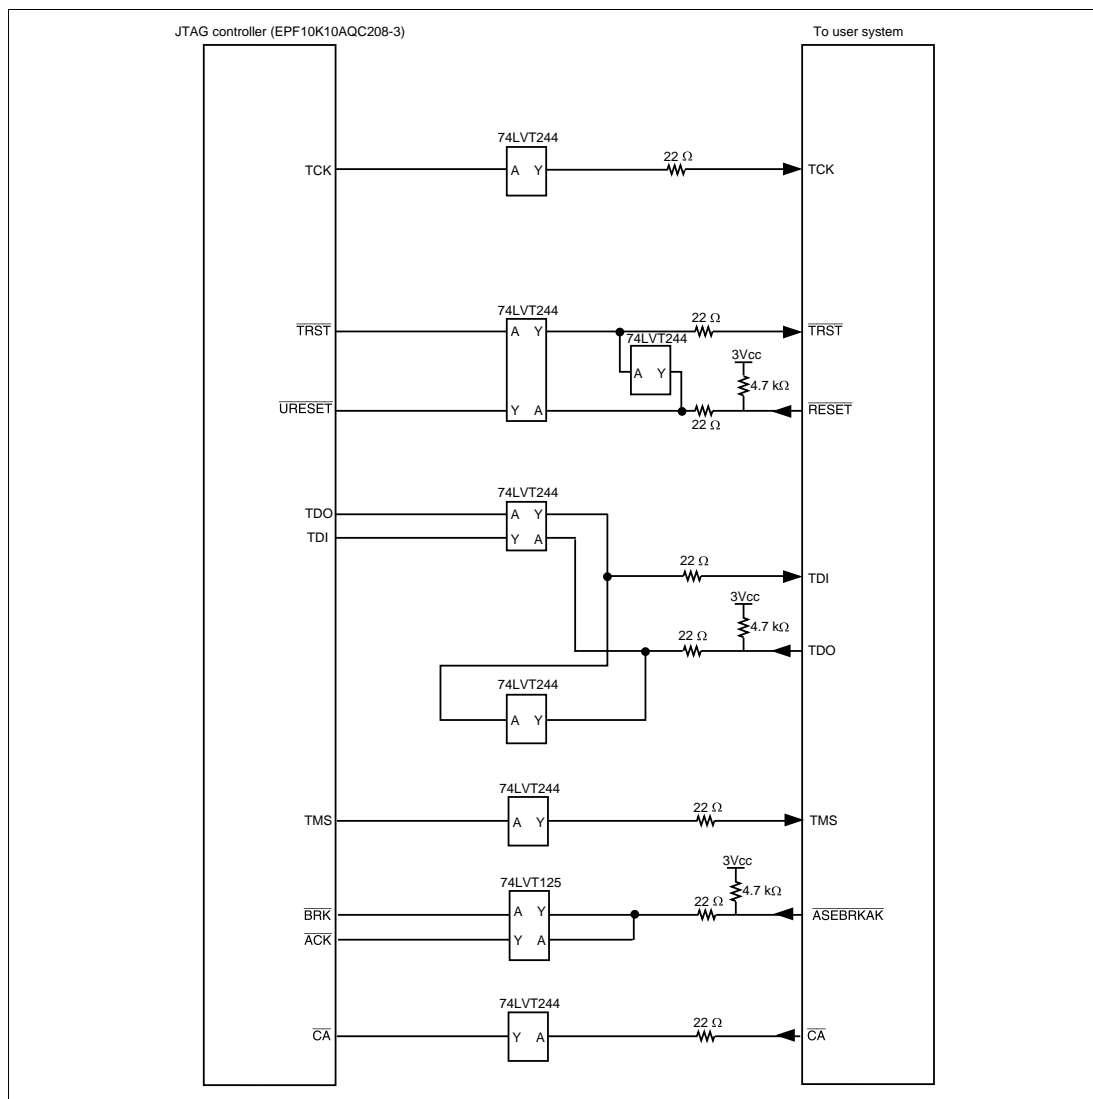 JTAG controller (EPF10K10AQC208-3)
To user system
74LVT244
22 Ω
TCK
A Y
TCK
74LVT244
22 Ω
TRST
A Y
TRST
74LVT244
3Vcc
A Y
4.7 kΩ
URESET
Y A
RESET
22 Ω
74LVT244
TDO
A Y
TDI
Y A
22 Ω
TDI
3Vcc
4.7 kΩ
22 Ω
TDO
74LVT244
A Y
74LVT244
22 Ω
TMS
A Y
TMS
3Vcc
74LVT125
4.7 kΩ
22 Ω
BRK
A Y
ASEBRKAK
ACK
Y A
74LVT244
22 Ω
CA
Y A
CA